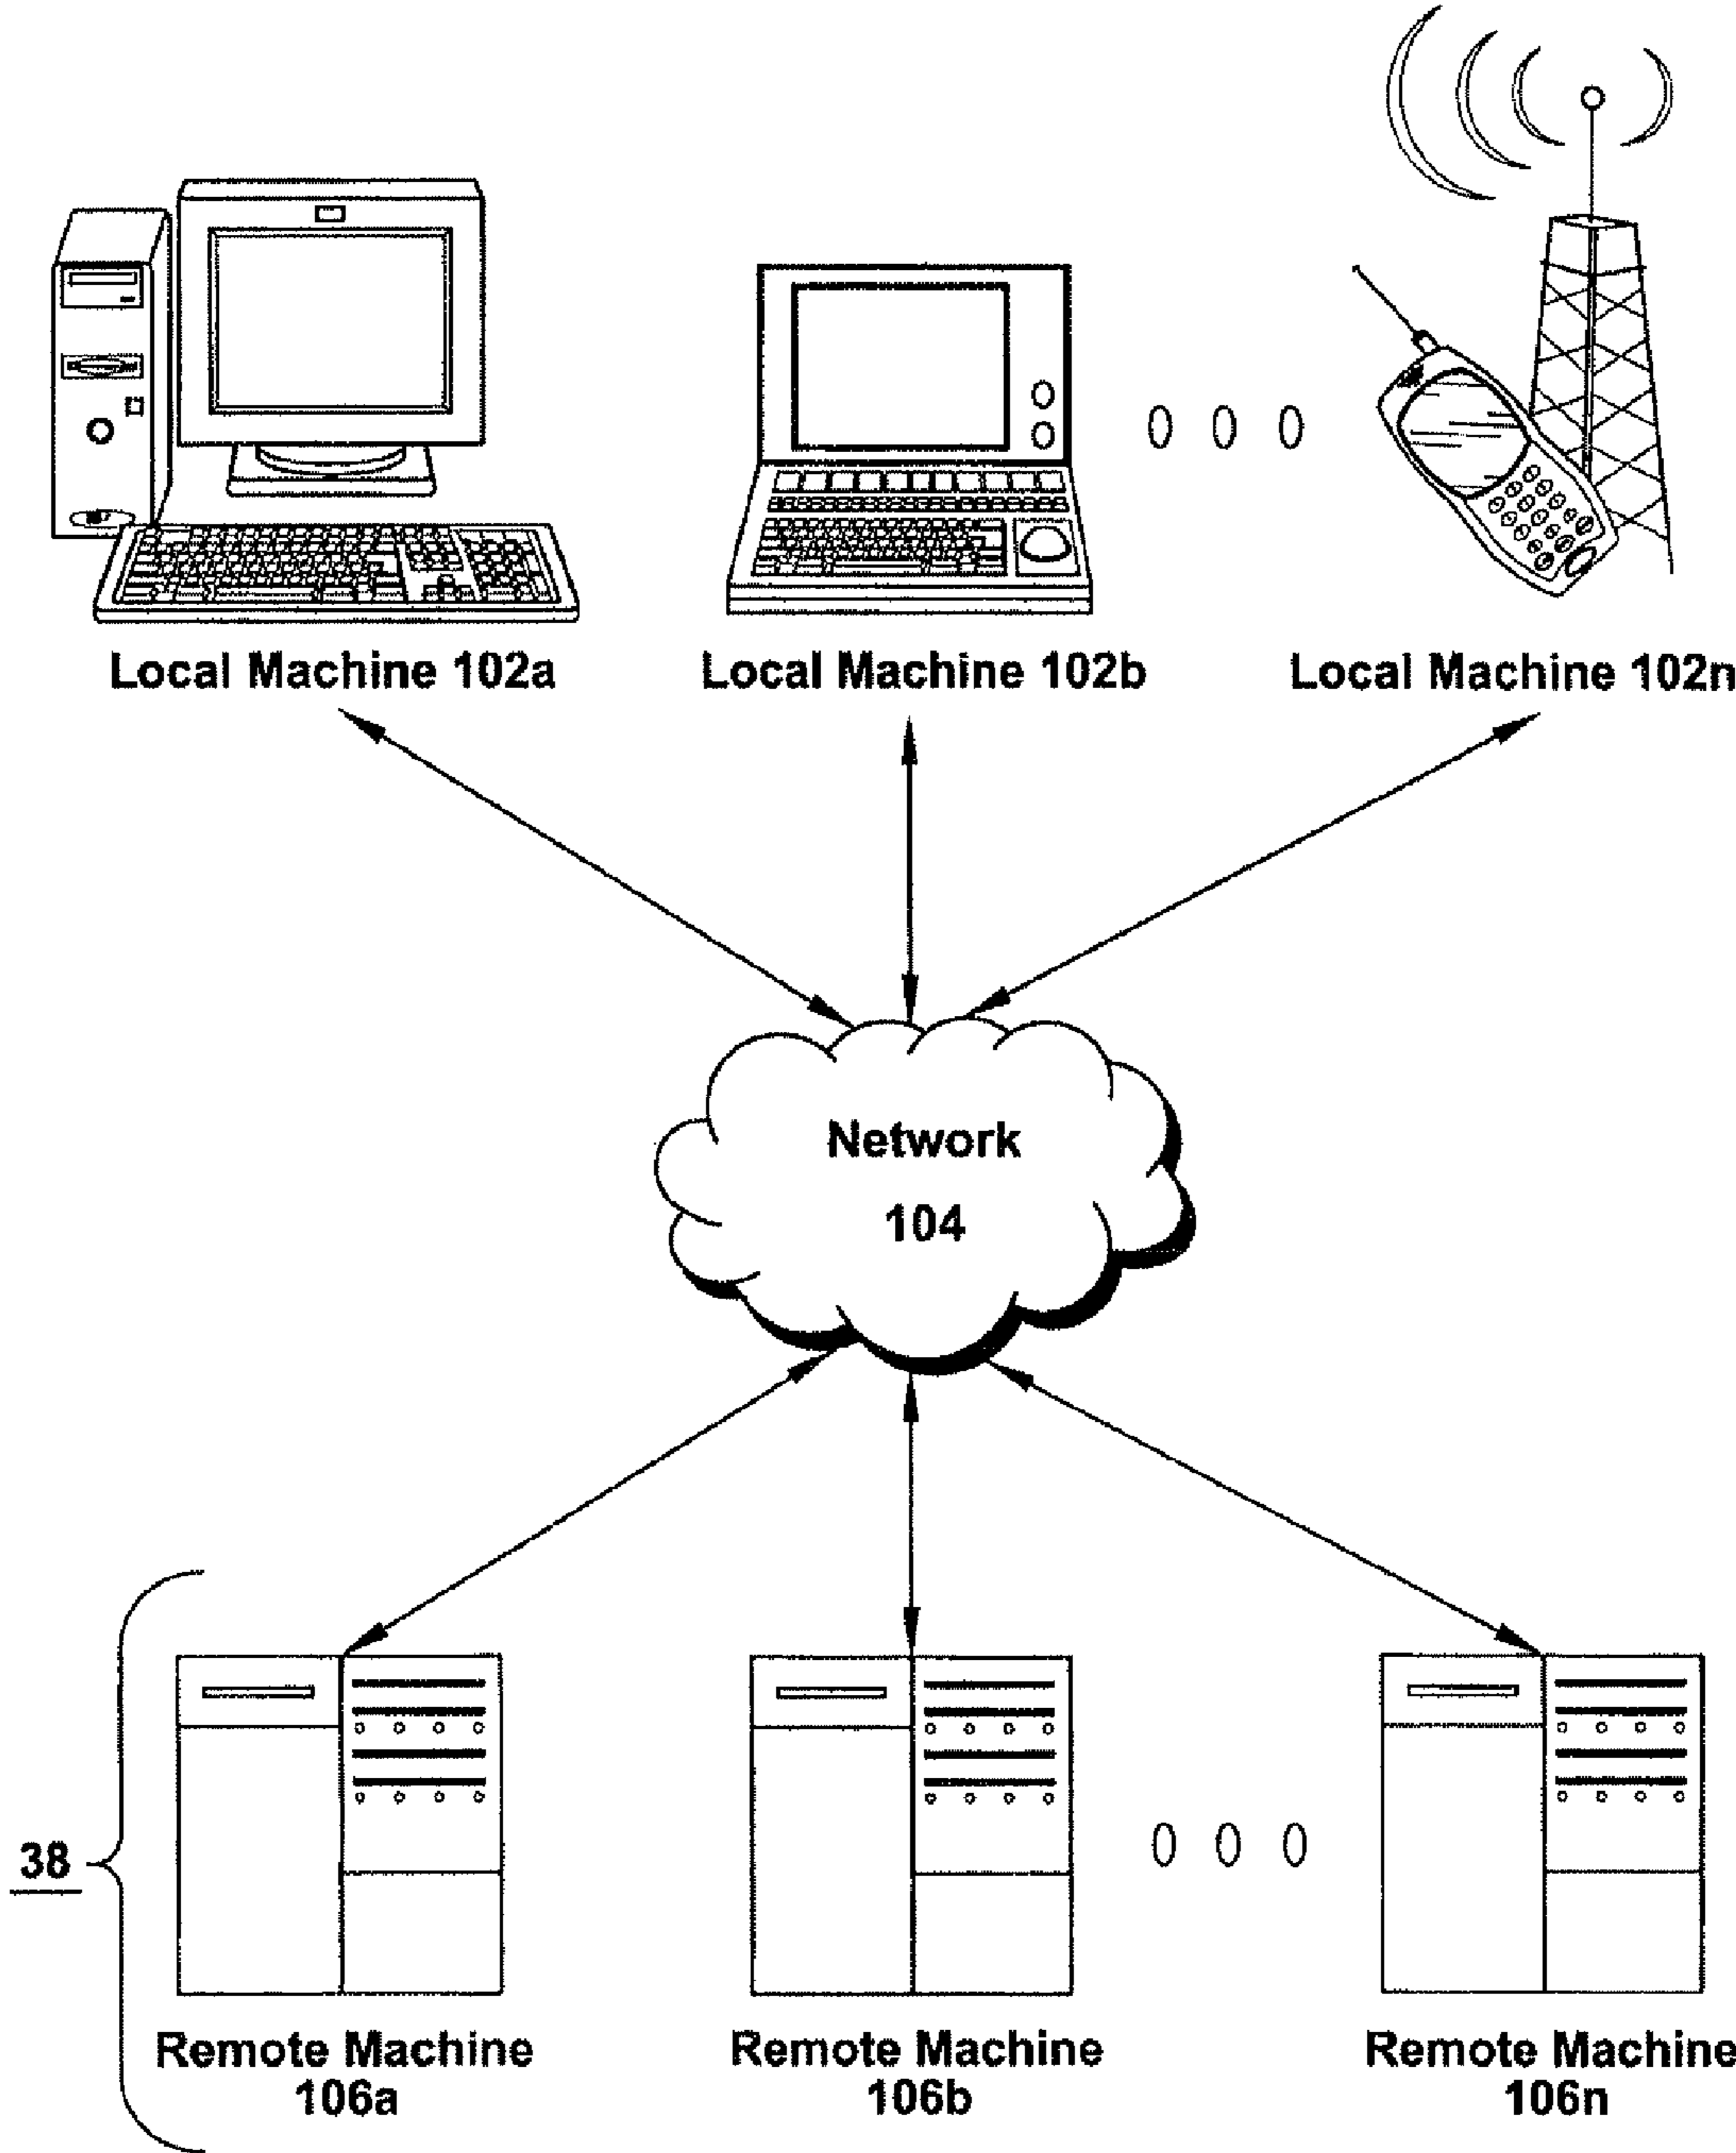 Local Machine 102a
Local Machine 102b
Local Machine 102n
Network
104
38
Remote Machine
106a
Remote Machine
106b
Remote Machine
106n